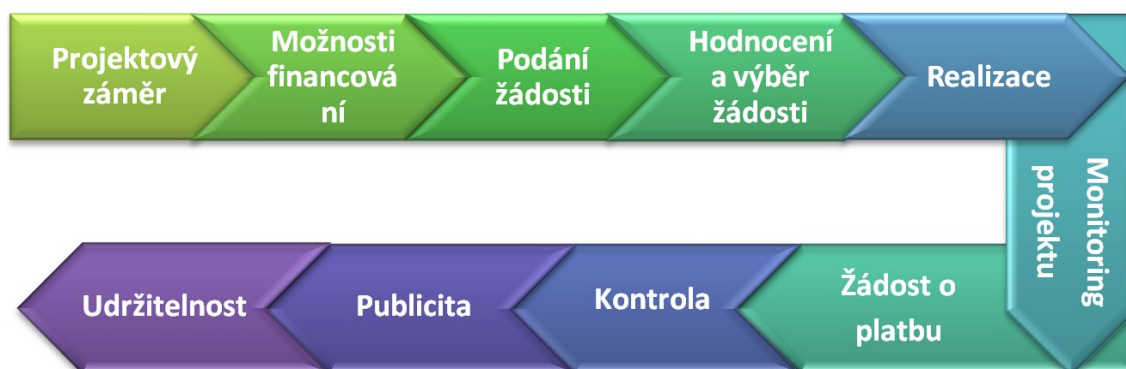 Projektový
záměr
Možnosti
financová
ní
Podání
žádosti
Hodnocení
a výběr
žádosti
Realizace
Monitoring
projektu
Žádost o
platbu
Kontrola
Publicita
Udržitelnost